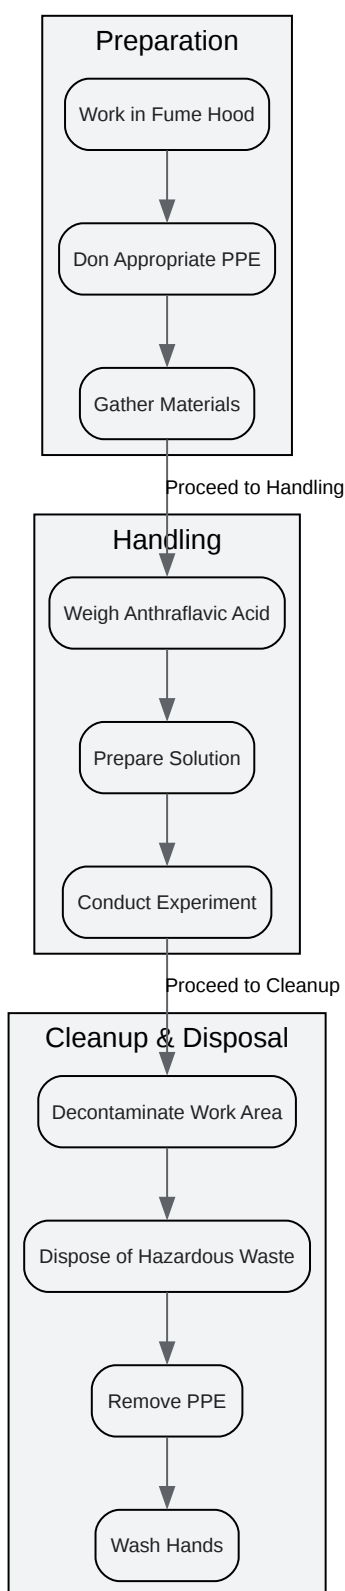 Preparation
Work in Fume Hood
Don Appropriate PPE
Gather Materials
Proceed to Handling
Handling
Weigh Anthraflavic Acid
Prepare Solution
Conduct Experiment
Proceed to Cleanup
Cleanup & Disposal
Decontaminate Work Area
Dispose of Hazardous Waste
Remove PPE
Wash Hands